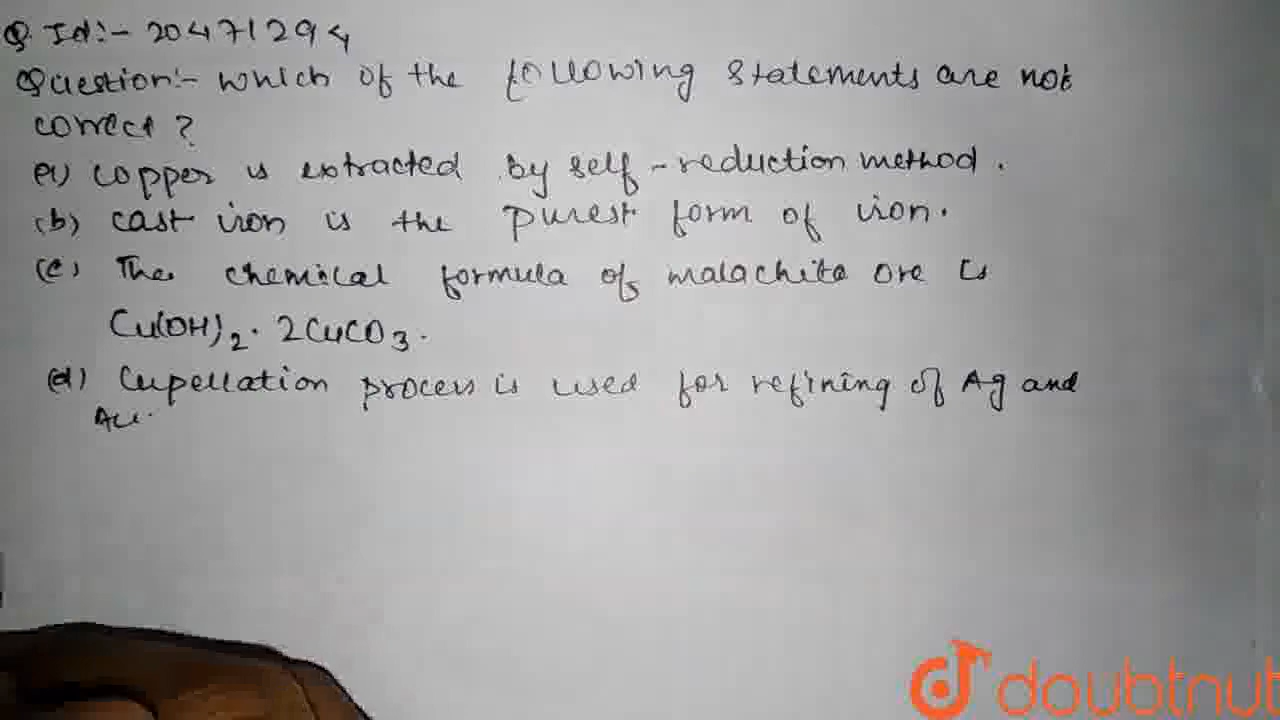 Q. Id:- 20471294
Question:- which of the following statements are not
correct?
(a) copper is extracted by self-reduction method.
(b) cast iron is the purest form of iron.
(c) The chemical formula of malachite ore is
Cu(OH)2. 2CuCO3.
(d) Cupellation process is used for refining of Ag and
Au.
doubtnut